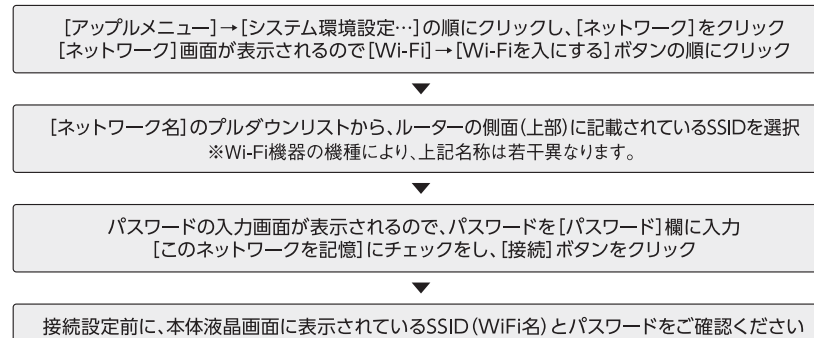 [アップルメニュー]→[システム環境設定…]の順にクリックし、[ネットワーク]をクリック
[ネットワーク]画面が表示されるので[Wi-Fi]→[Wi-Fiを入にする]ボタンの順にクリック
[ネットワーク名]のプルダウンリストから、ルーターの側面(上部)に記載されているSSIDを選択
※Wi-Fi機器の機種により、上記名称は若干異なります。
パスワードの入力画面が表示されるので、パスワードを[パスワード]欄に入力
[このネットワークを記憶]にチェックをし、[接続]ボタンをクリック
接続設定前に、本体液晶画面に表示されているSSID(WiFi名)とパスワードをご確認ください